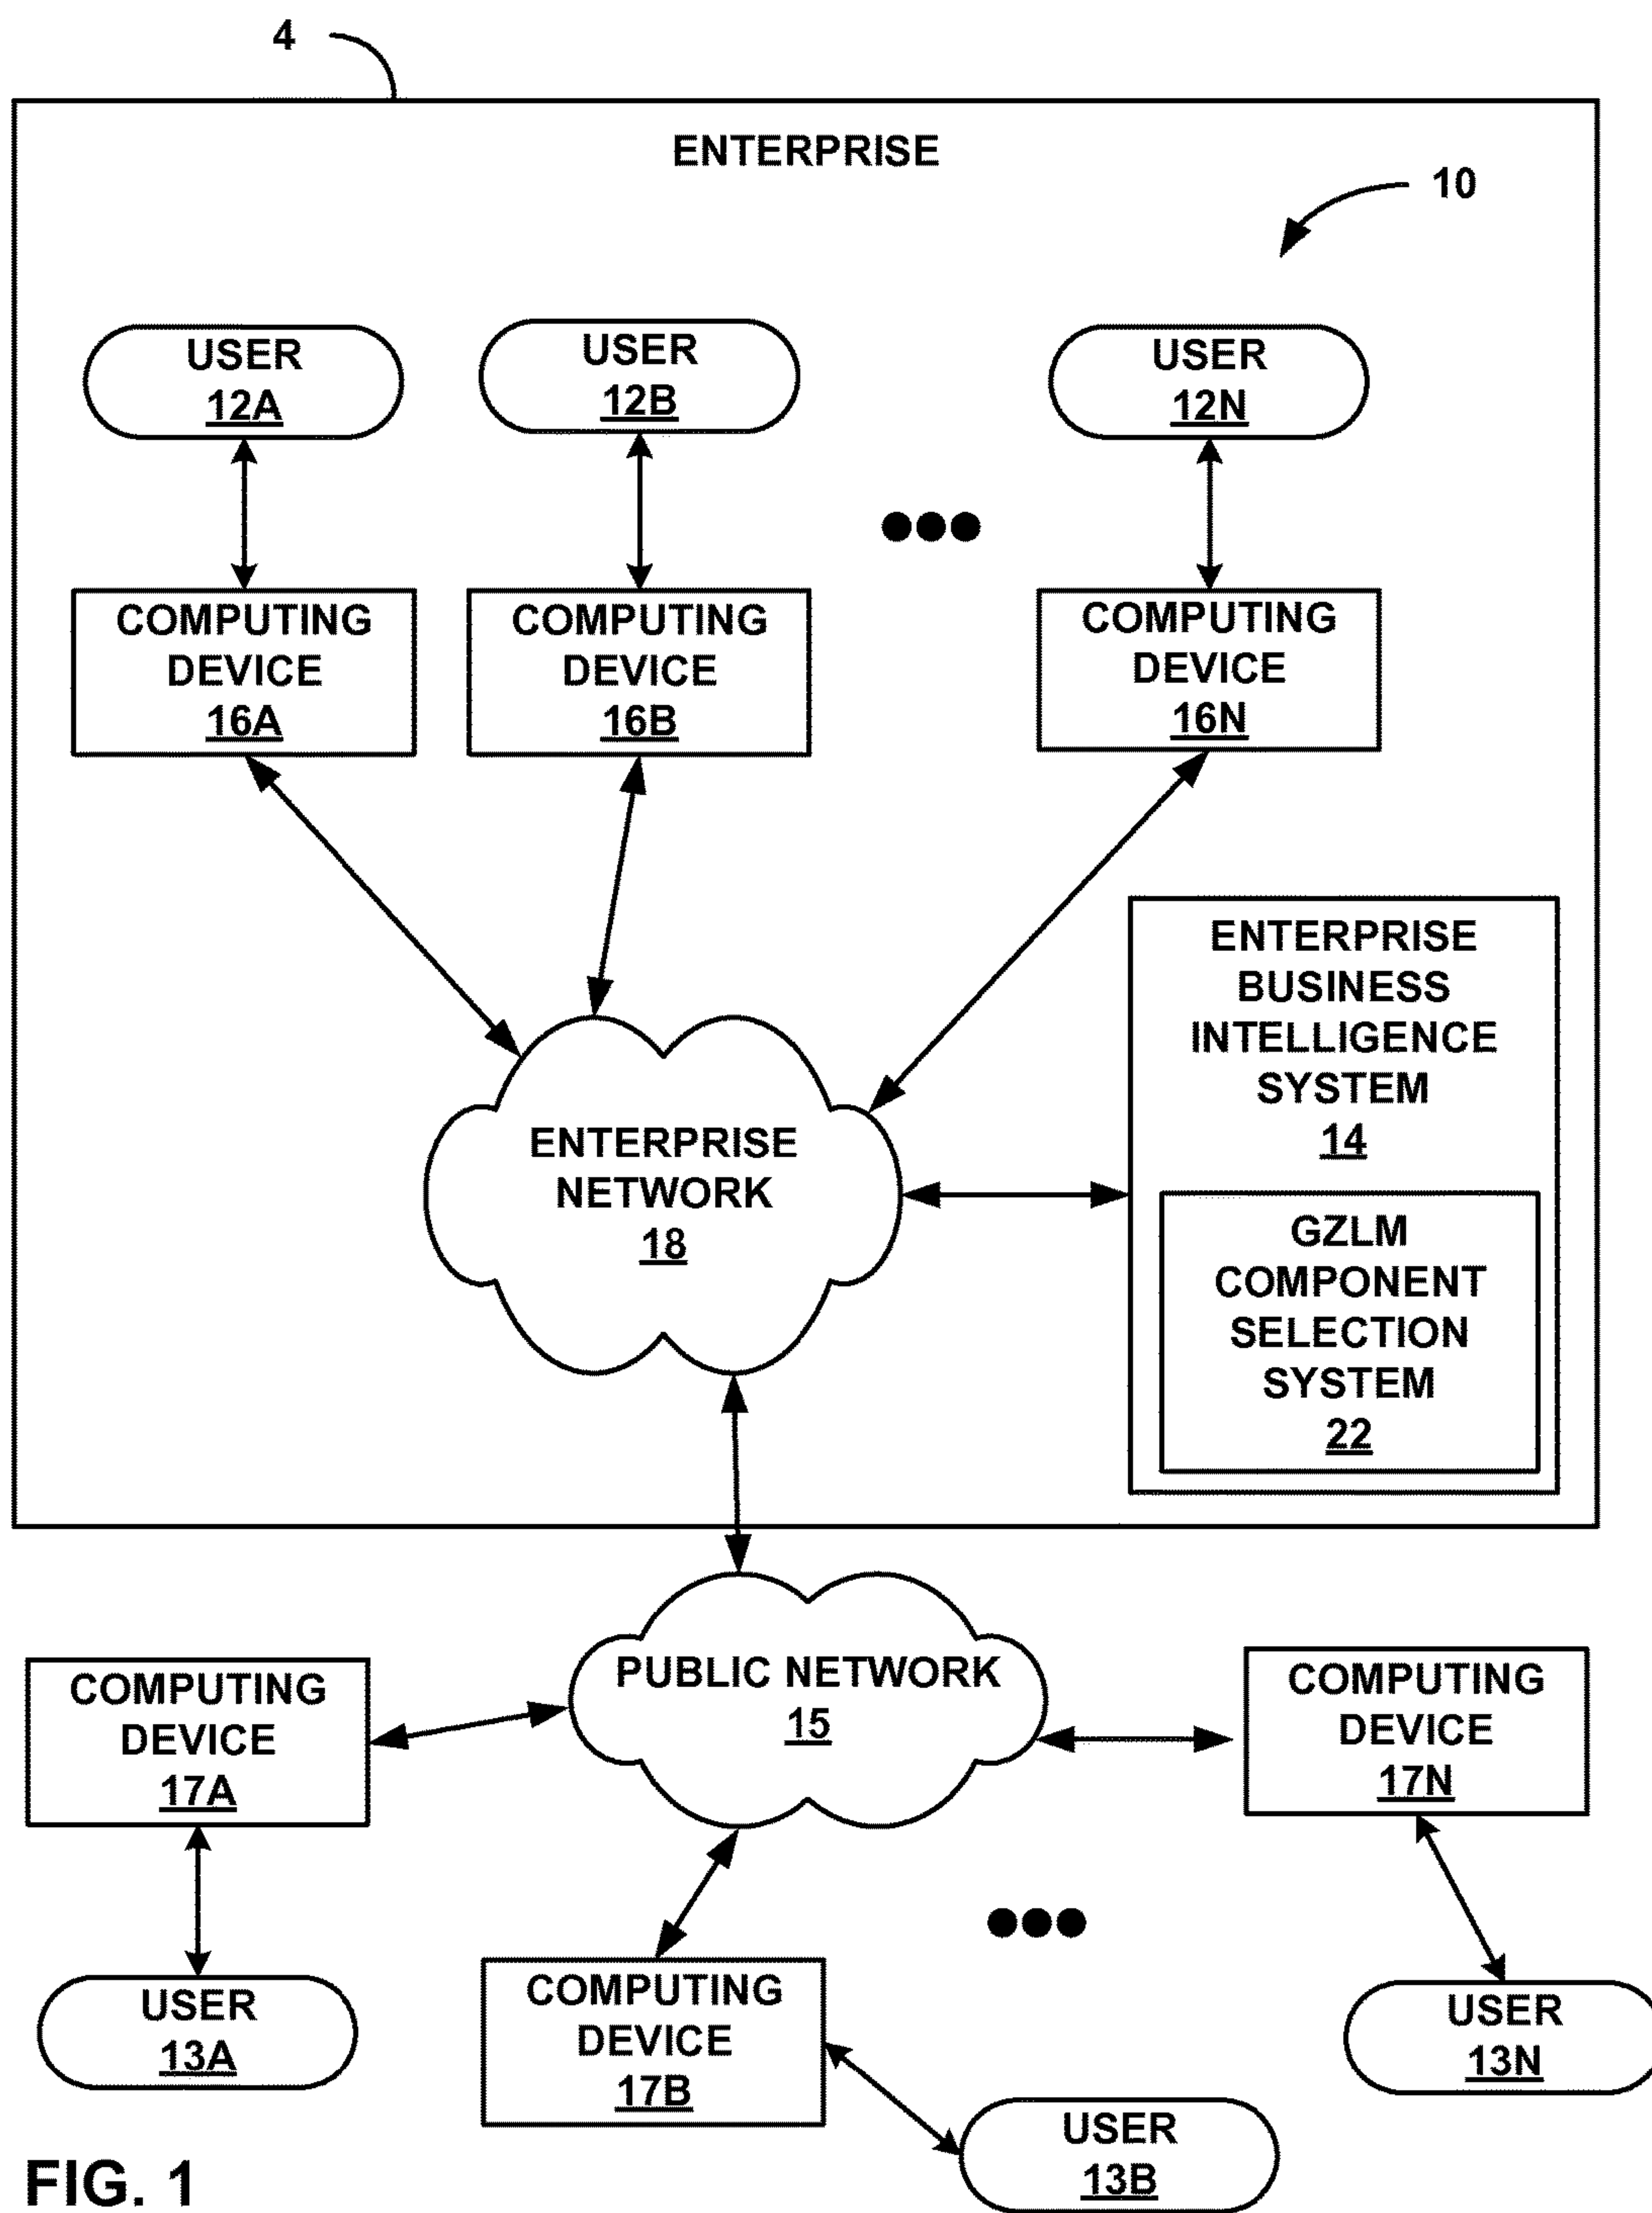 4
ENTERPRISE
10
USER
12A
USER
12B
USER
12N
COMPUTING
DEVICE
16A
COMPUTING
DEVICE
16B
COMPUTING
DEVICE
16N
ENTERPRISE
BUSINESS
INTELLIGENCE
SYSTEM
14
ENTERPRISE
NETWORK
18
GZLM
COMPONENT
SELECTION
SYSTEM
22
PUBLIC NETWORK
15
COMPUTING
DEVICE
17A
COMPUTING
DEVICE
17N
USER
13A
COMPUTING
DEVICE
17B
USER
13N
USER
13B
FIG. 1